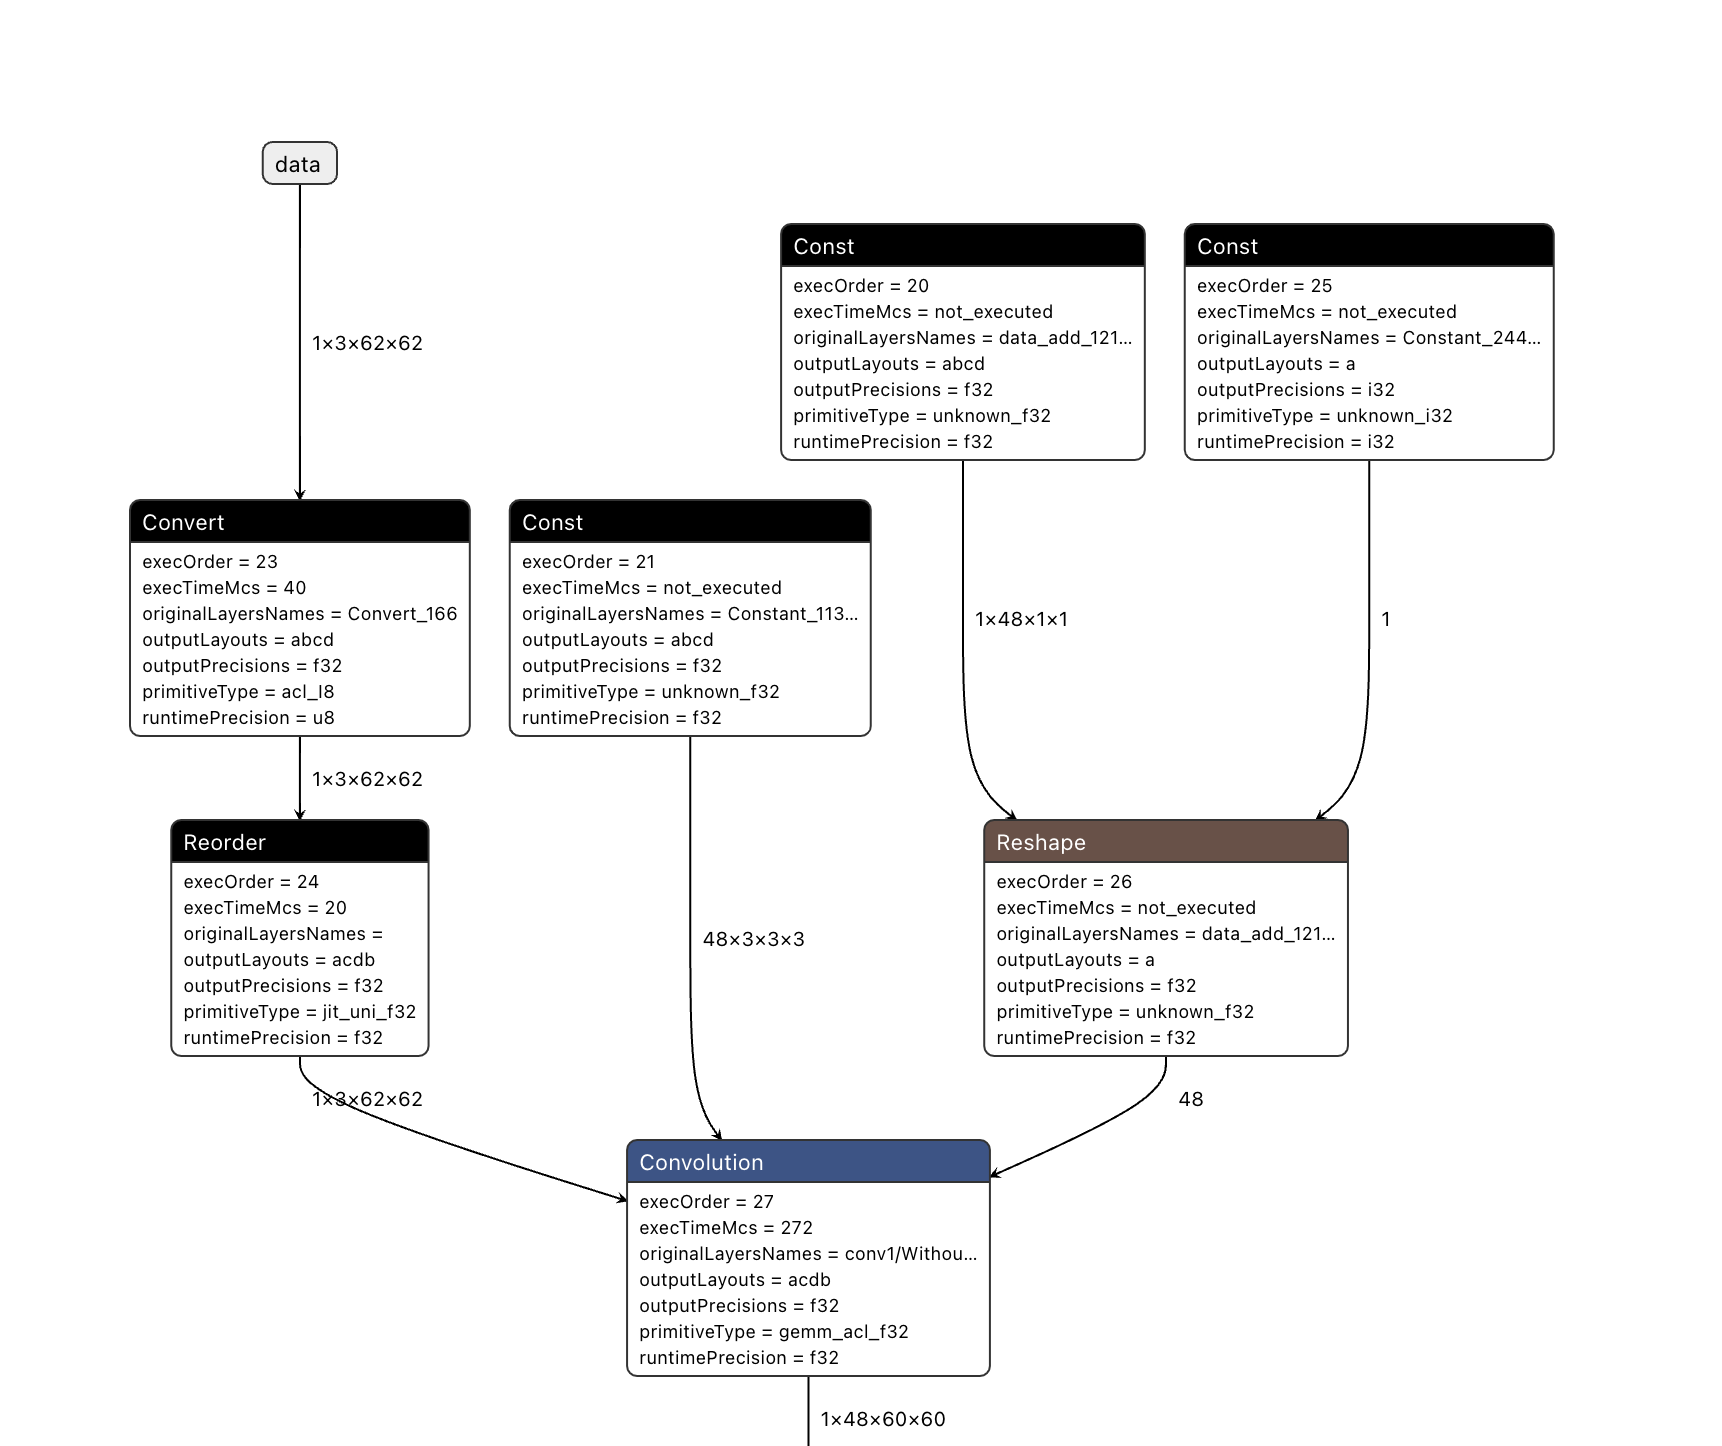 data
1×3×62×62
Const
execOrder = 20
execTimeMcs = not_executed
originalLayersNames = data_add_121...
outputLayouts = abcd
outputPrecisions = f32
primitiveType = unknown_f32
runtimePrecision = f32
Const
execOrder = 25
execTimeMcs = not_executed
originalLayersNames = Constant_244...
outputLayouts = a
outputPrecisions = i32
primitiveType = unknown_i32
runtimePrecision = i32
Convert
execOrder = 23
execTimeMcs = 40
originalLayersNames = Convert_166
outputLayouts = abcd
outputPrecisions = f32
primitiveType = acl_I8
runtimePrecision = u8
Const
execOrder = 21
execTimeMcs = not_executed
originalLayersNames = Constant_113...
outputLayouts = abcd
outputPrecisions = f32
primitiveType = unknown_f32
runtimePrecision = f32
1×48×1×1
1
1×3×62×62
Reorder
execOrder = 24
execTimeMcs = 20
originalLayersNames =
outputLayouts = acdb
outputPrecisions = f32
primitiveType = jit_uni_f32
runtimePrecision = f32
48×3×3×3
Reshape
execOrder = 26
execTimeMcs = not_executed
originalLayersNames = data_add_121...
outputLayouts = a
outputPrecisions = f32
primitiveType = unknown_f32
runtimePrecision = f32
1×3×62×62
48
Convolution
execOrder = 27
execTimeMcs = 272
originalLayersNames = conv1/Withou...
outputLayouts = acdb
outputPrecisions = f32
primitiveType = gemm_acl_f32
runtimePrecision = f32
1×48×60×60